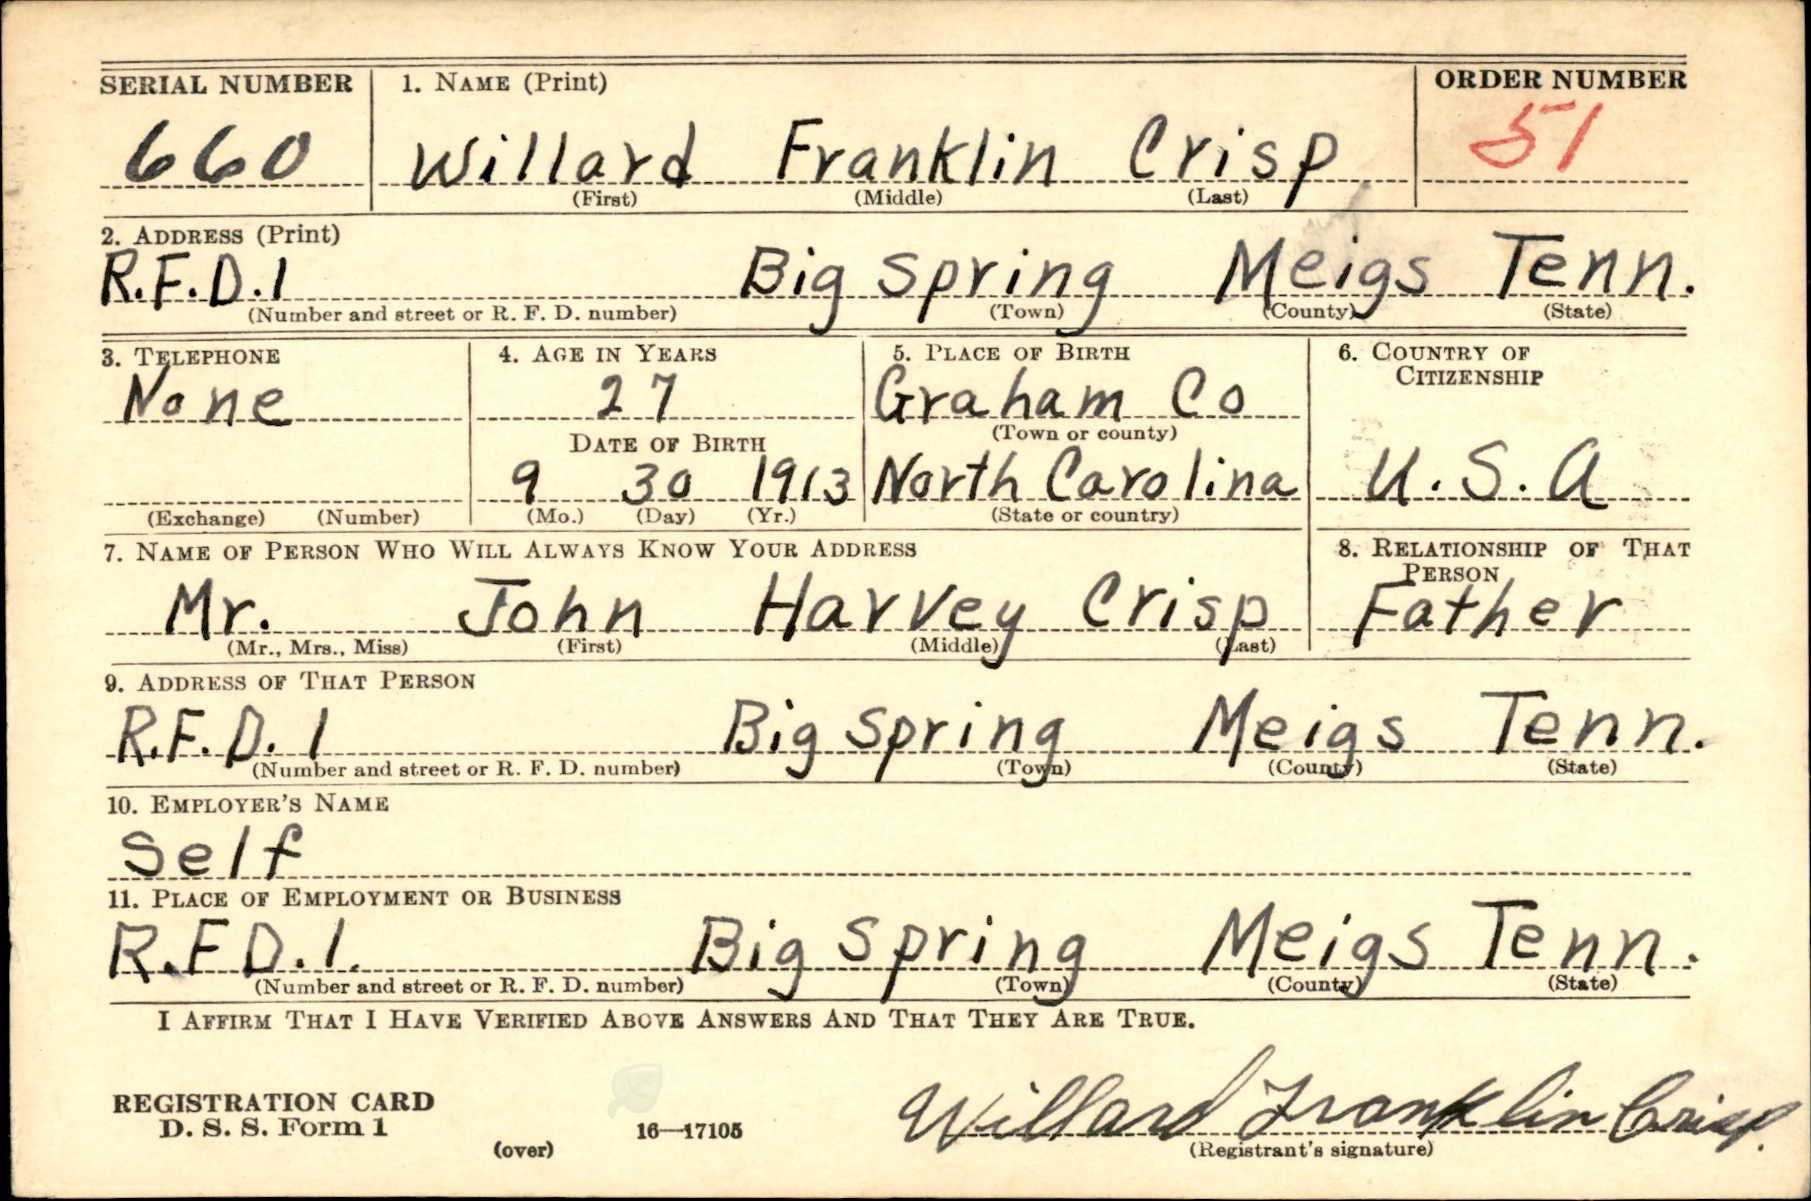 SERIAL NUMBER 1. NAME (Print) ORDER NUMBER
660 Willard Franklin Crisp 51
(First) (Middle) (Last)
2. ADDRESS (Print)
R.F.D.1 Big Spring Meigs Tenn.
(Number and street or R. F. D. number) (Town) (County) (State)
3. TELEPHONE 4. AGE IN YEARS 5. PLACE OF BIRTH 6. COUNTRY OF
CITIZENSHIP
None 27 Graham Co
(Town or county)
DATE OF BIRTH
9 30 1913 North Carolina U.S.A
(Exchange) (Number) (Mo.) (Day) (Yr.) (State or country)
7. NAME OF PERSON WHO WILL ALWAYS KNOW YOUR ADDRESS 8. RELATIONSHIP OF THAT
PERSON
Mr. John Harvey Crisp Father
(Mr., Mrs., Miss) (First) (Middle) (Last)
9. ADDRESS OF THAT PERSON
R.F.D. 1 Big Spring Meigs Tenn.
(Number and street or R. F. D. number) (Town) (County) (State)
10. EMPLOYER'S NAME
Self
11. PLACE OF EMPLOYMENT OR BUSINESS
R.F D.1. Big Spring Meigs Tenn.
(Number and street or R. F. D. number) (Town) (County) (State)
I AFFIRM THAT I HAVE VERIFIED ABOVE ANSWERS AND THAT THEY ARE TRUE.
REGISTRATION CARD
D. S. S. Form 1
(over) 16—17105 Willard Franklin Crisp.
(Registrant's signature)